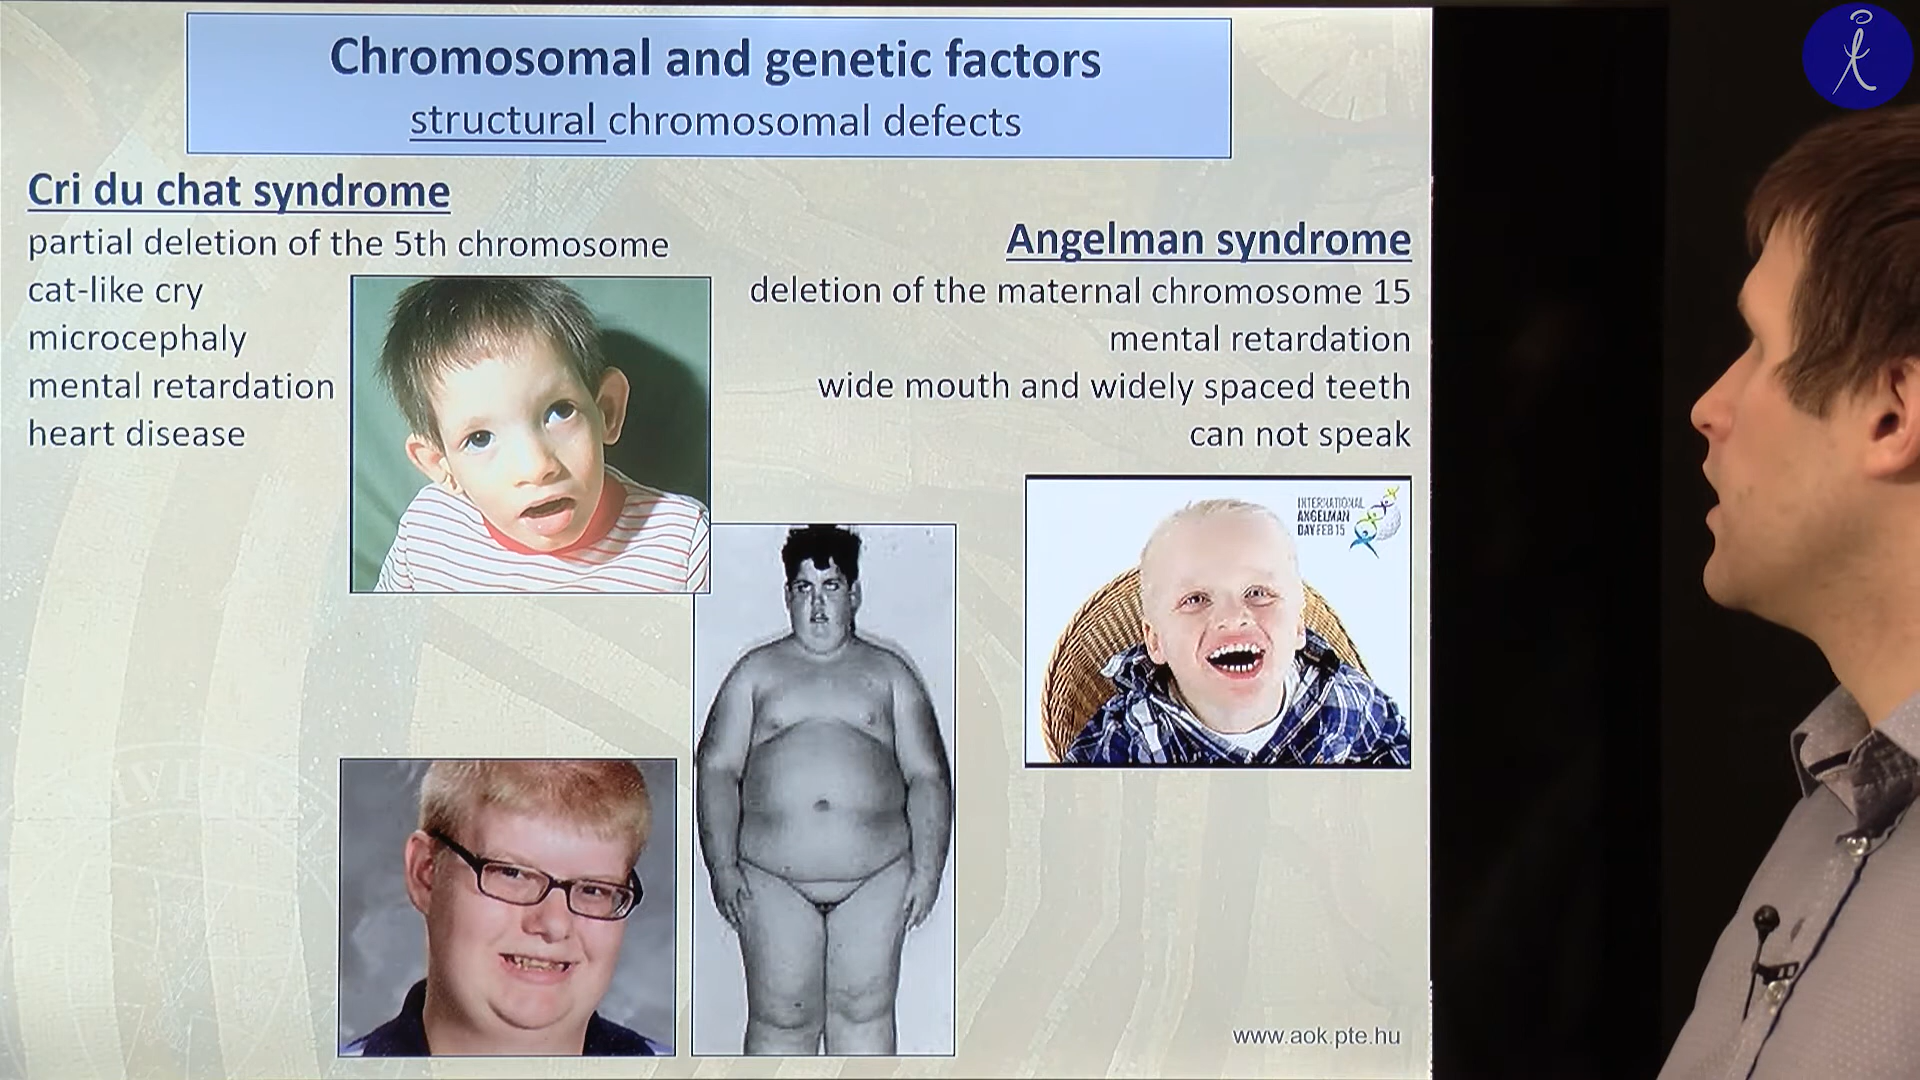 Chromosomal and genetic factors
structural chromosomal defects
Cri du chat syndrome
partial deletion of the 5th chromosome
cat-like cry
microcephaly
mental retardation
heart disease
Angelman syndrome
deletion of the maternal chromosome 15
mental retardation
wide mouth and widely spaced teeth
can not speak
INTERNATIONAL
ANGELMAN
DAY FEB 15
www.aok.pte.hu